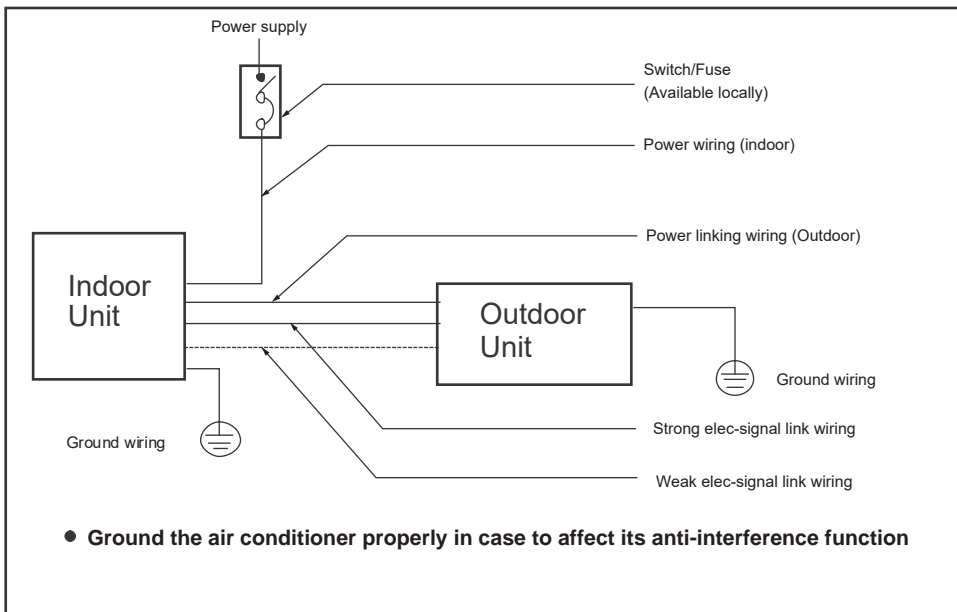 Power supply
Switch/Fuse
(Available locally)
Power wiring (indoor)
Power linking wiring (Outdoor)
Indoor
Unit
Outdoor
Unit
Ground wiring
Ground wiring
Strong elec-signal link wiring
Weak elec-signal link wiring
● Ground the air conditioner properly in case to affect its anti-interference function